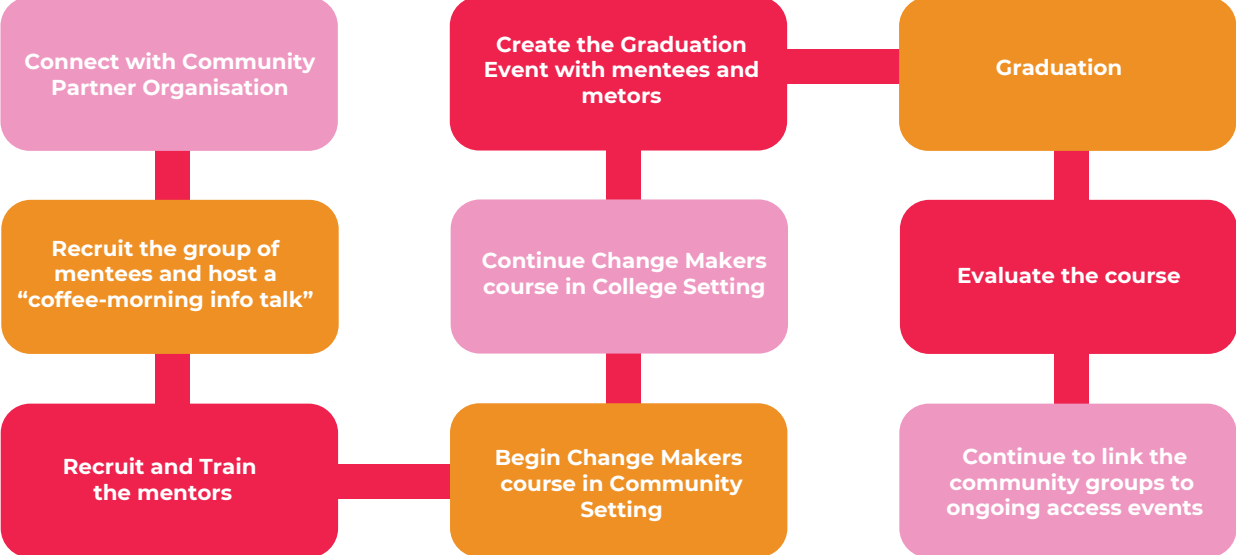 Connect with Community
Partner Organisation
Recruit the group of
mentees and host a
“coffee-morning info talk”
Recruit and Train
the mentors
Begin Change Makers
course in Community
Setting
Continue Change Makers
course in College Setting
Create the Graduation
Event with mentees and
metors
Graduation
Evaluate the course
Continue to link the
community groups to
ongoing access events